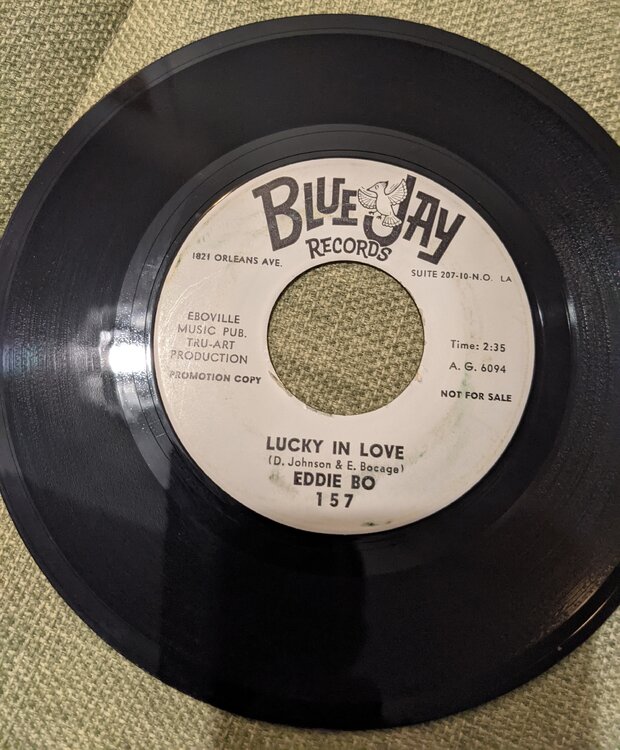 BLUE JAY
RECORDS
1821 ORLEANS AVE.
SUITE 207-10-N.O. LA
EBOVILLE
MUSIC PUB.
TRU-ART
PRODUCTION
PROMOTION COPY
Time: 2:35
A. G. 6094
NOT FOR SALE
LUCKY IN LOVE
(D. Johnson & E. Bocage)
EDDIE BO
157